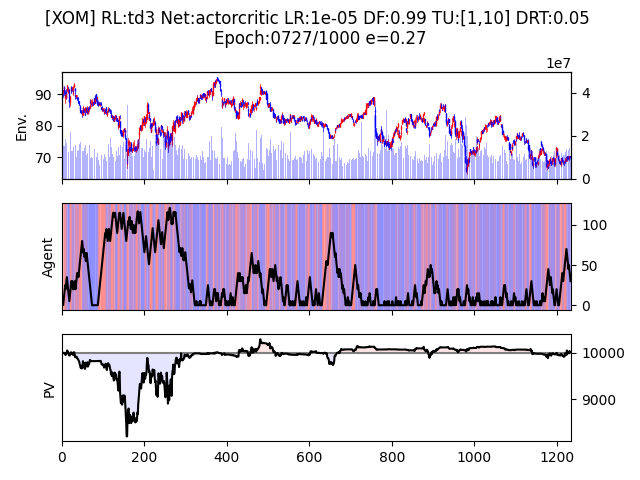 [XOM] RL:td3 Net:actorcritic LR:1e-05 DF:0.99 TU:[1,10] DRT:0.05
Epoch:0727/1000 e=0.27
1e7
Env.
90
80
70
4
2
0
Agent
100
50
0
PV
10000
9000
0 200 400 600 800 1000 1200